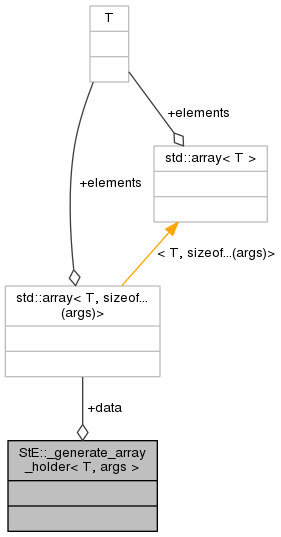 T
+elements
std::array< T >
+elements
< T, sizeof...(args)>
std::array< T, sizeof...
(args)>
+data
StE::_generate_array
_holder< T, args >